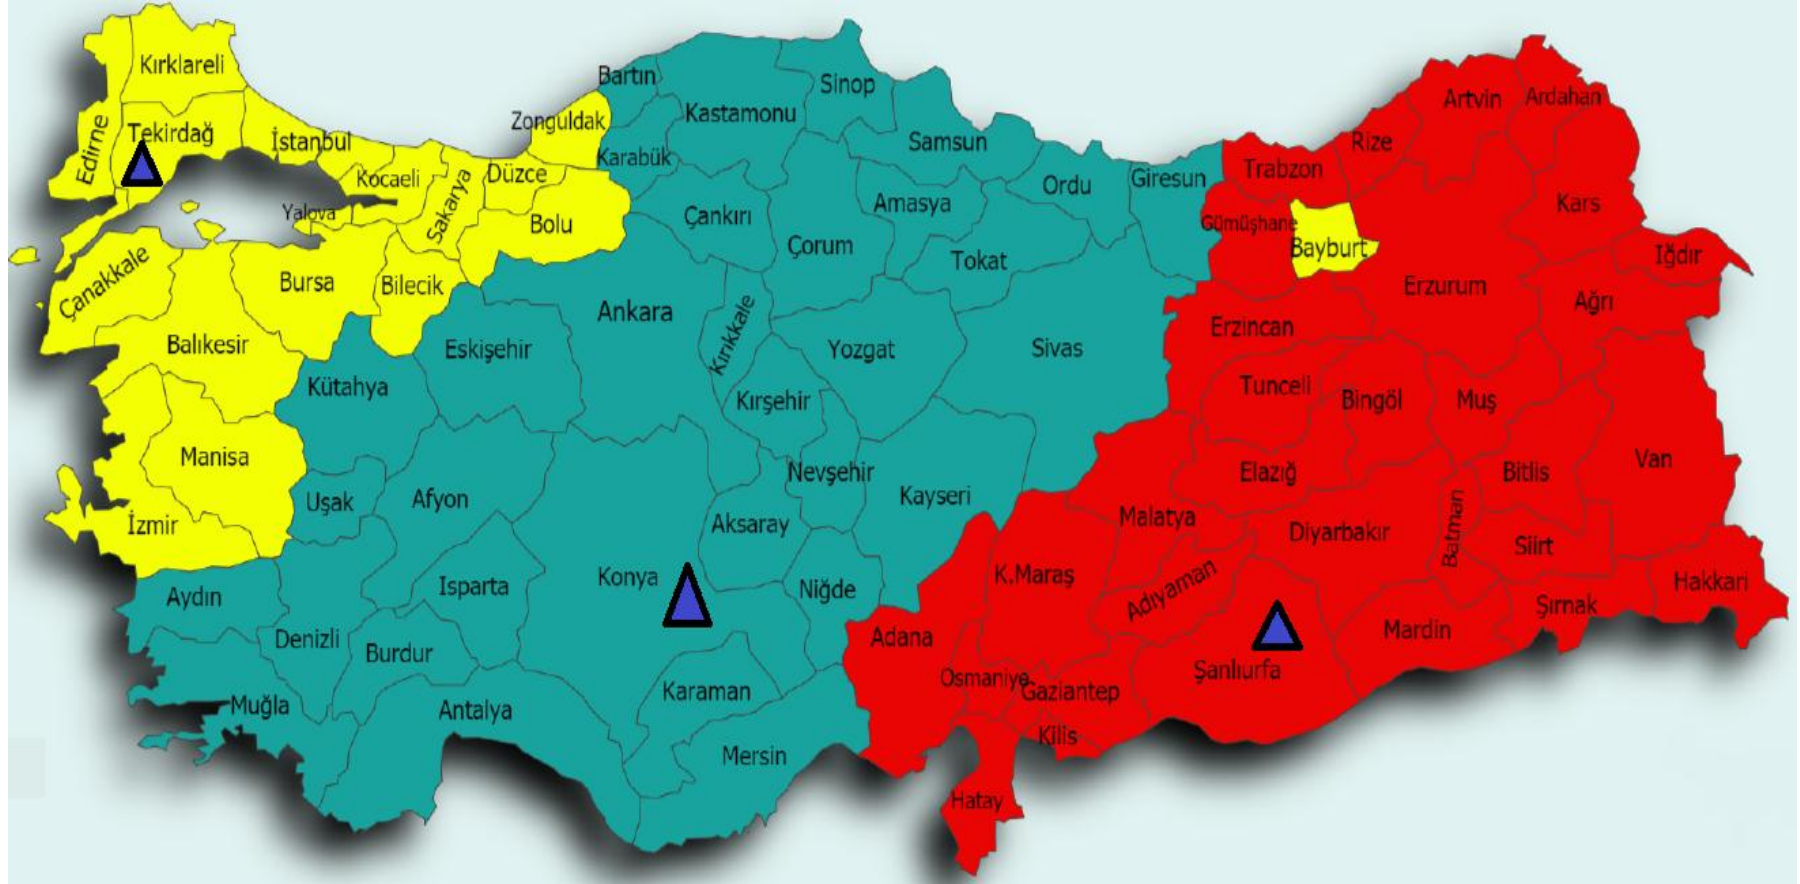 Kırklareli
Edirne
Tekirdağ
İstanbul
Kocaeli
Yalova
Sakarya
Düzce
Zonguldak
Bolu
Çanakkale
Bursa
Bilecik
Balıkesir
Manisa
İzmir
Bartın
Karabük
Kastamonu
Sinop
Samsun
Çankırı
Çorum
Amasya
Tokat
Ordu
Giresun
Ankara
Kırıkkale
Eskişehir
Kütahya
Yozgat
Sivas
Kırşehir
Nevşehir
Kayseri
Uşak
Afyon
Aksaray
Konya
Niğde
Isparta
Aydın
Denizli
Burdur
Muğla
Antalya
Karaman
Mersin
Trabzon
Rize
Artvin
Ardahan
Gümüşhane
Bayburt
Kars
Iğdır
Erzurum
Ağrı
Erzincan
Tunceli
Bingöl
Muş
Elazığ
Bitlis
Van
Malatya
Diyarbakır
Batman
Siirt
K.Maraş
Adıyaman
Şırnak
Hakkari
Adana
Şanlıurfa
Mardin
Osmaniye
Gaziantep
Kilis
Hatay